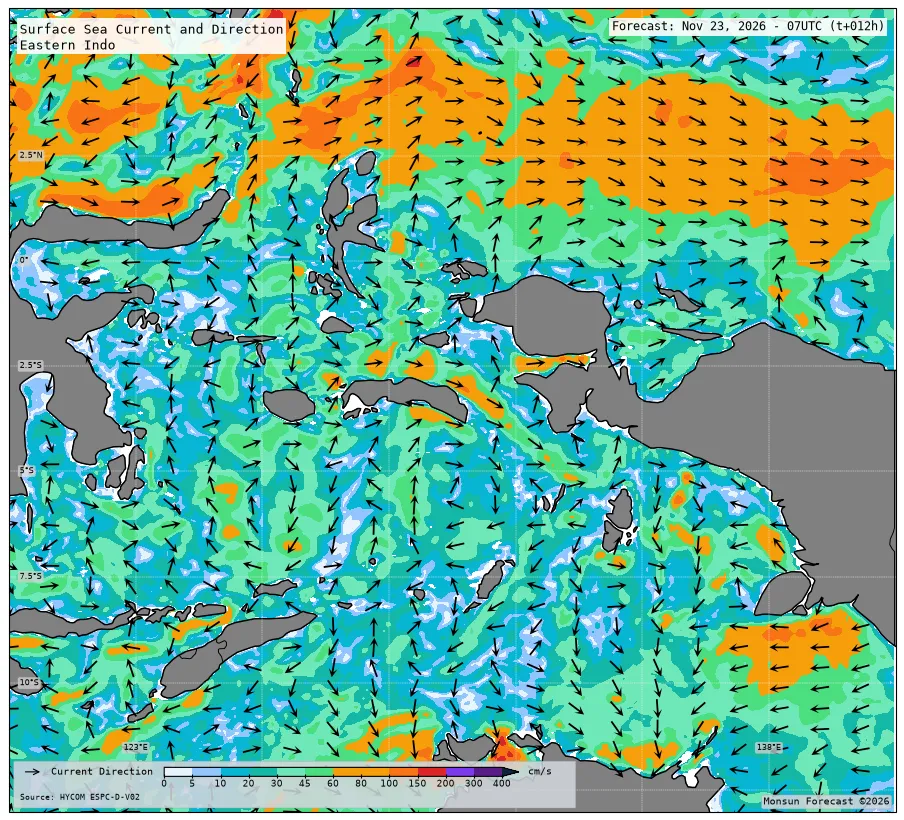 Surface Sea Current and Direction
Eastern Indo
Forecast: Nov 23, 2026 - 07UTC (t+012h)
2.5°N
0°
2.5°S
5°S
7.5°S
10°S
123°E
138°E
Current Direction
0 5 10 20 30 45 60 80 100 150 200 300 400
cm/s
Source: HYCOM ESPC-D-V02
Monsun Forecast ©2026